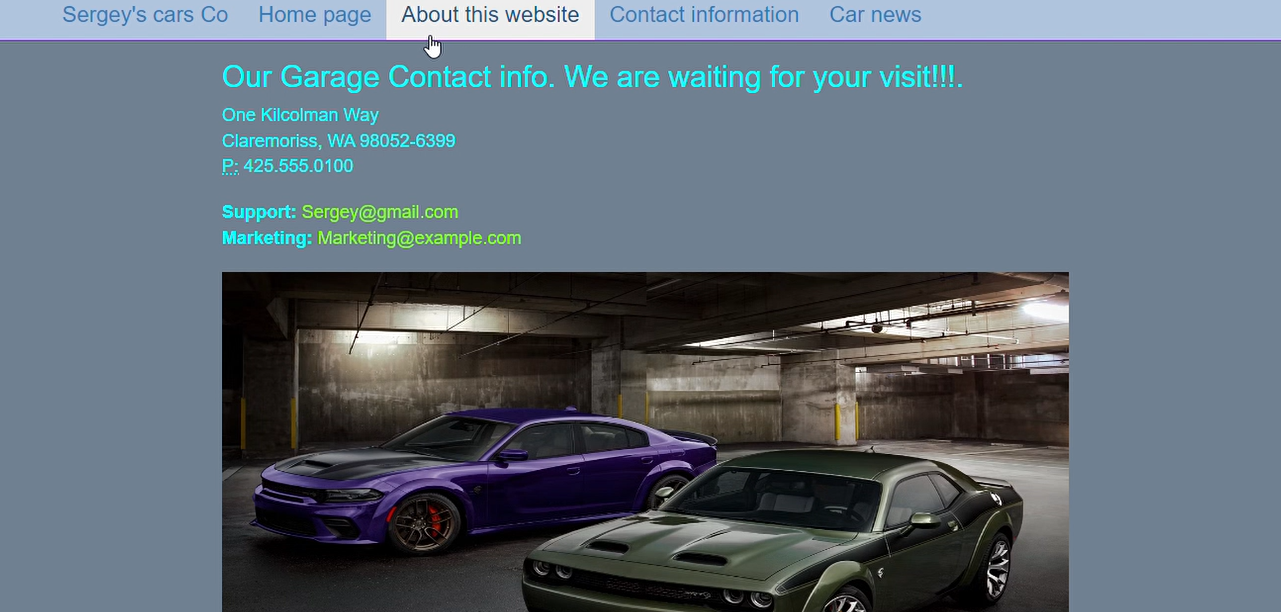 Sergey's cars Co Home page About this website Contact information Car news
Our Garage Contact info. We are waiting for your visit!!!.
One Kilcolman Way
Claremoriss, WA 98052-6399
P: 425.555.0100
Support: Sergey@gmail.com
Marketing: Marketing@example.com